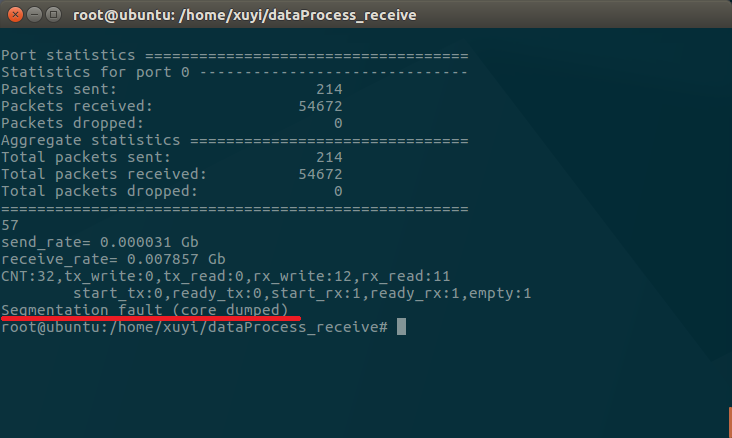 root@ubuntu: /home/xuyi/dataProcess_receive
Port statistics ====================================
Statistics for port 0 ------------------------------
Packets sent:                      214
Packets received:                54672
Packets dropped:                     0
Aggregate statistics ===============================
Total packets sent:                214
Total packets received:          54672
Total packets dropped:               0
====================================================
57
send_rate= 0.000031 Gb
receive_rate= 0.007857 Gb
CNT:32,tx_write:0,tx_read:0,rx_write:12,rx_read:11
        start_tx:0,ready_tx:0,start_rx:1,ready_rx:1,empty:1
Segmentation fault (core dumped)
root@ubuntu:/home/xuyi/dataProcess_receive#